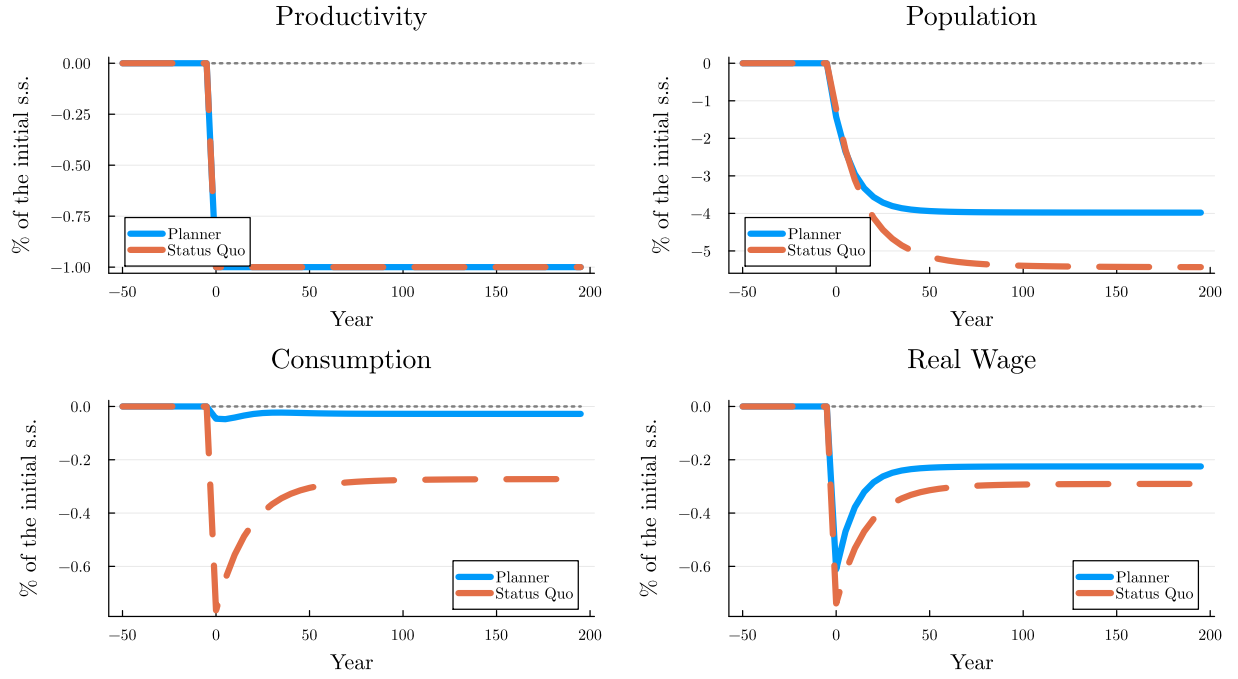 Productivity
% of the initial s.s.
0.00
−0.25
−0.50
−0.75
−1.00
Planner
Status Quo
−50 0 50 100 150 200
Year
Population
% of the initial s.s.
0
−1
−2
−3
−4
−5
Planner
Status Quo
−50 0 50 100 150 200
Year
Consumption
% of the initial s.s.
0.0
−0.2
−0.4
−0.6
Planner
Status Quo
−50 0 50 100 150 200
Year
Real Wage
% of the initial s.s.
0.0
−0.2
−0.4
−0.6
Planner
Status Quo
−50 0 50 100 150 200
Year